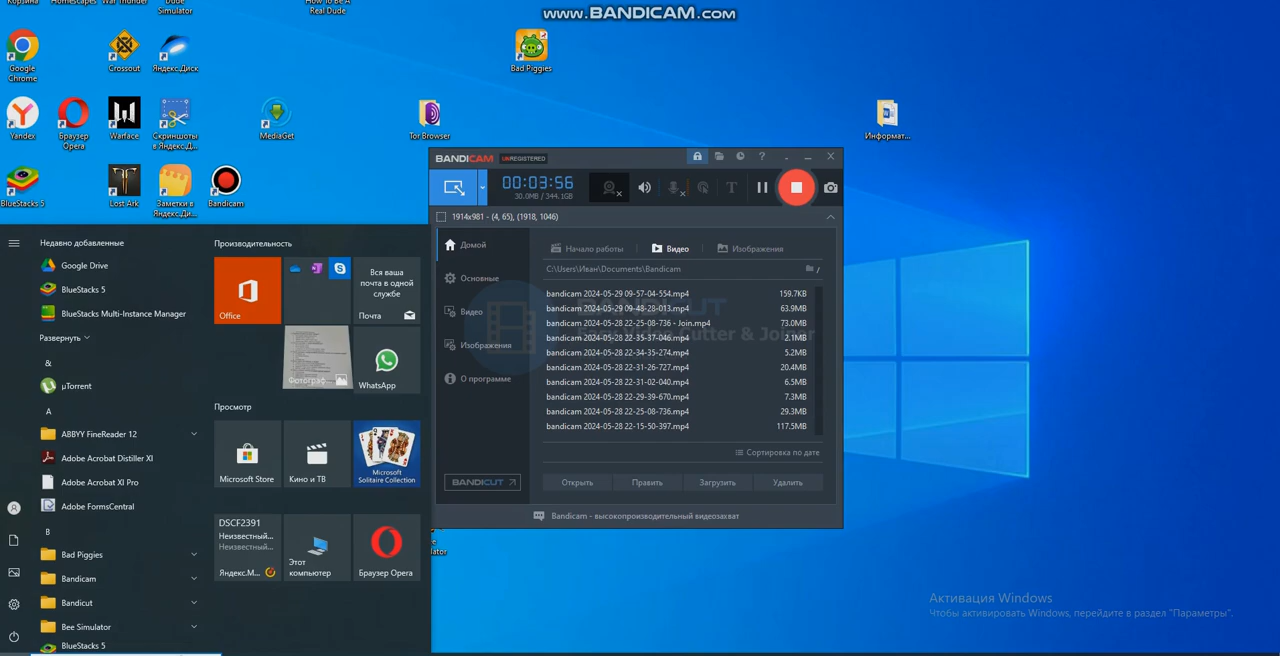 Корзина
Homescapes
War Thunder
Dude
Simulator
How To Be A
Real Dude
www.BANDICAM.com
Google
Chrome
Crossout
Яндекс.Диск
Bad Piggies
Yandex
Браузер
Opera
Warface
Скриншоты
в Яндекс.Д...
MediaGet
Tor Browser
Информат...
BlueStacks 5
Lost Ark
Заметки в
Яндекс.Ди...
Bandicam
BANDICAM UNREGISTERED
00:03:56
30.0MB / 344.1GB
1914x981 - (4, 65), (1918, 1046)
Домой
Основные
Видео
Изображения
О программе
BANDICUT
Начало работы
Видео
Изображения
C:\Users\Иван\Documents\Bandicam
BANDICUT
Easy Video Cutter & Joiner
bandicam 2024-05-29 09-57-04-554.mp4 159.7KB
bandicam 2024-05-29 09-48-28-013.mp4 63.9MB
bandicam 2024-05-28 22-25-08-736 - Join.mp4 73.0MB
bandicam 2024-05-28 22-35-37-046.mp4 2.1MB
bandicam 2024-05-28 22-34-35-274.mp4 5.2MB
bandicam 2024-05-28 22-31-26-727.mp4 20.4MB
bandicam 2024-05-28 22-31-02-040.mp4 6.5MB
bandicam 2024-05-28 22-29-39-670.mp4 7.3MB
bandicam 2024-05-28 22-25-08-736.mp4 29.3MB
bandicam 2024-05-28 22-15-50-397.mp4 117.5MB
Сортировка по дате
Открыть
Править
Загрузить
Удалить
Bandicam - высокопроизводительный видеозахват
Недавно добавленные
Google Drive
BlueStacks 5
BlueStacks Multi-Instance Manager
Развернуть
&
µTorrent
A
ABBYY FineReader 12
Adobe Acrobat Distiller XI
Adobe Acrobat XI Pro
Adobe FormsCentral
B
Bad Piggies
Bandicam
Bandicut
Bee Simulator
BlueStacks 5
Производительность
Office
Вся ваша
почта в одной
службе
Почта
Фотограф...
WhatsApp
Просмотр
Microsoft Store
Кино и ТВ
Microsoft
Solitaire Collection
DSCF2391
Неизвестный...
Неизвестный...
Яндекс.М...
Этот
компьютер
Браузер Opera
Активация Windows
Чтобы активировать Windows, перейдите в раздел "Параметры".